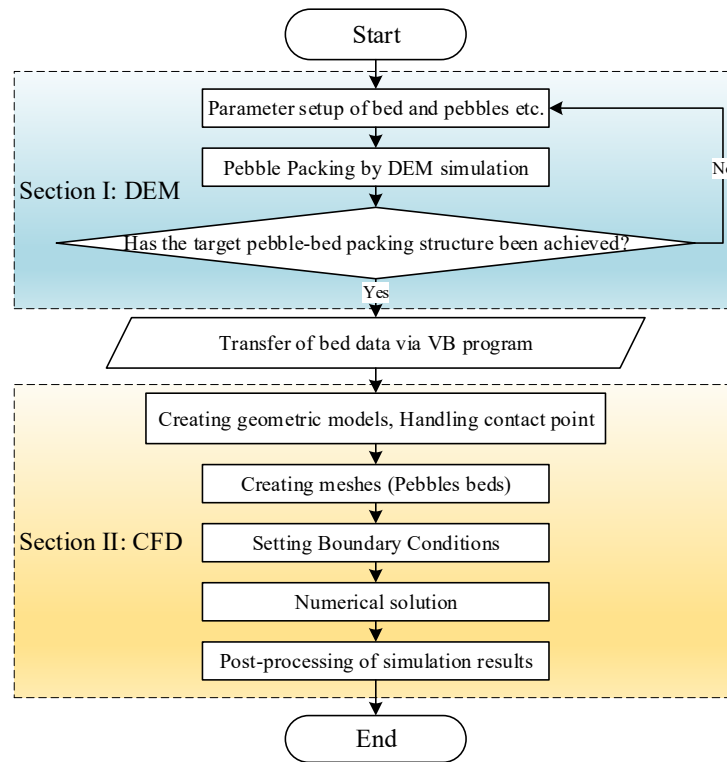 Start
Parameter setup of bed and pebbles etc.
Pebble Packing by DEM simulation
Section I: DEM
No
Has the target pebble-bed packing structure been achieved?
Yes
Transfer of bed data via VB program
Creating geometric models, Handling contact point
Creating meshes (Pebbles beds)
Section II: CFD
Setting Boundary Conditions
Numerical solution
Post-processing of simulation results
End